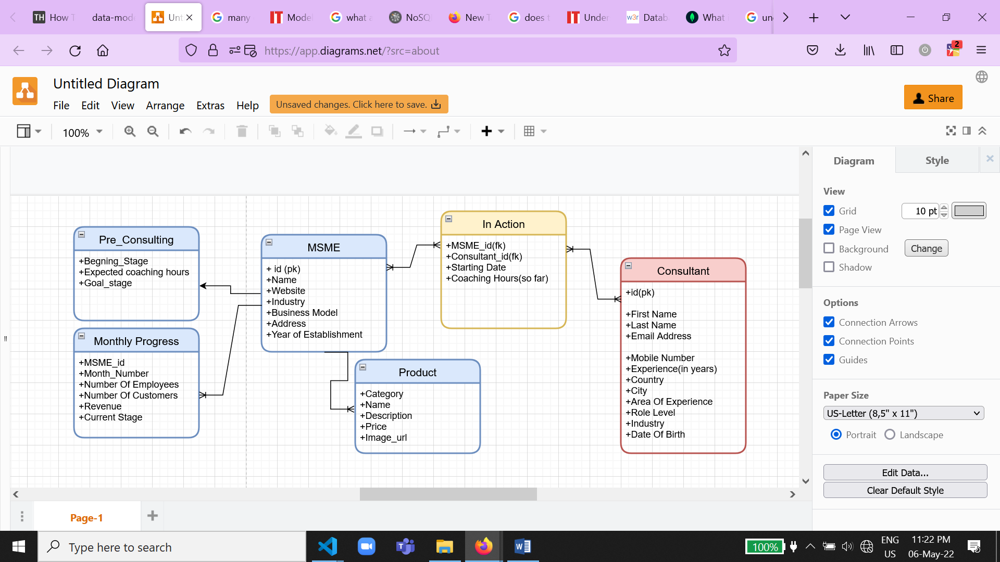 TH How T
data-mod
Unt
many
IT Mode
what a
NoSQ
New T
does t
IT Under
w3r Datab
What
un
https://app.diagrams.net/?src=about
2
Untitled Diagram
File Edit View Arrange Extras Help
Unsaved changes. Click here to save.
Share
100%
Diagram
Style
Pre_Consulting
+Begning_Stage
+Expected coaching hours
+Goal_stage
Monthly Progress
+MSME_id
+Month_Number
+Number Of Employees
+Number Of Customers
+Revenue
+Current Stage
MSME
+ id (pk)
+Name
+Website
+Industry
+Business Model
+Address
+Year of Establishment
Product
+Category
+Name
+Description
+Price
+Image_url
In Action
+MSME_id(fk)
+Consultant_id(fk)
+Starting Date
+Coaching Hours(so far)
Consultant
+id(pk)
+First Name
+Last Name
+Email Address
+Mobile Number
+Experience(in years)
+Country
+City
+Area Of Experience
+Role Level
+Industry
+Date Of Birth
View
Grid 10 pt
Page View
Background Change
Shadow
Options
Connection Arrows
Connection Points
Guides
Paper Size
US-Letter (8,5" x 11")
Portrait Landscape
Edit Data...
Clear Default Style
Page-1
Type here to search
100%
ENG
US
11:22 PM
06-May-22